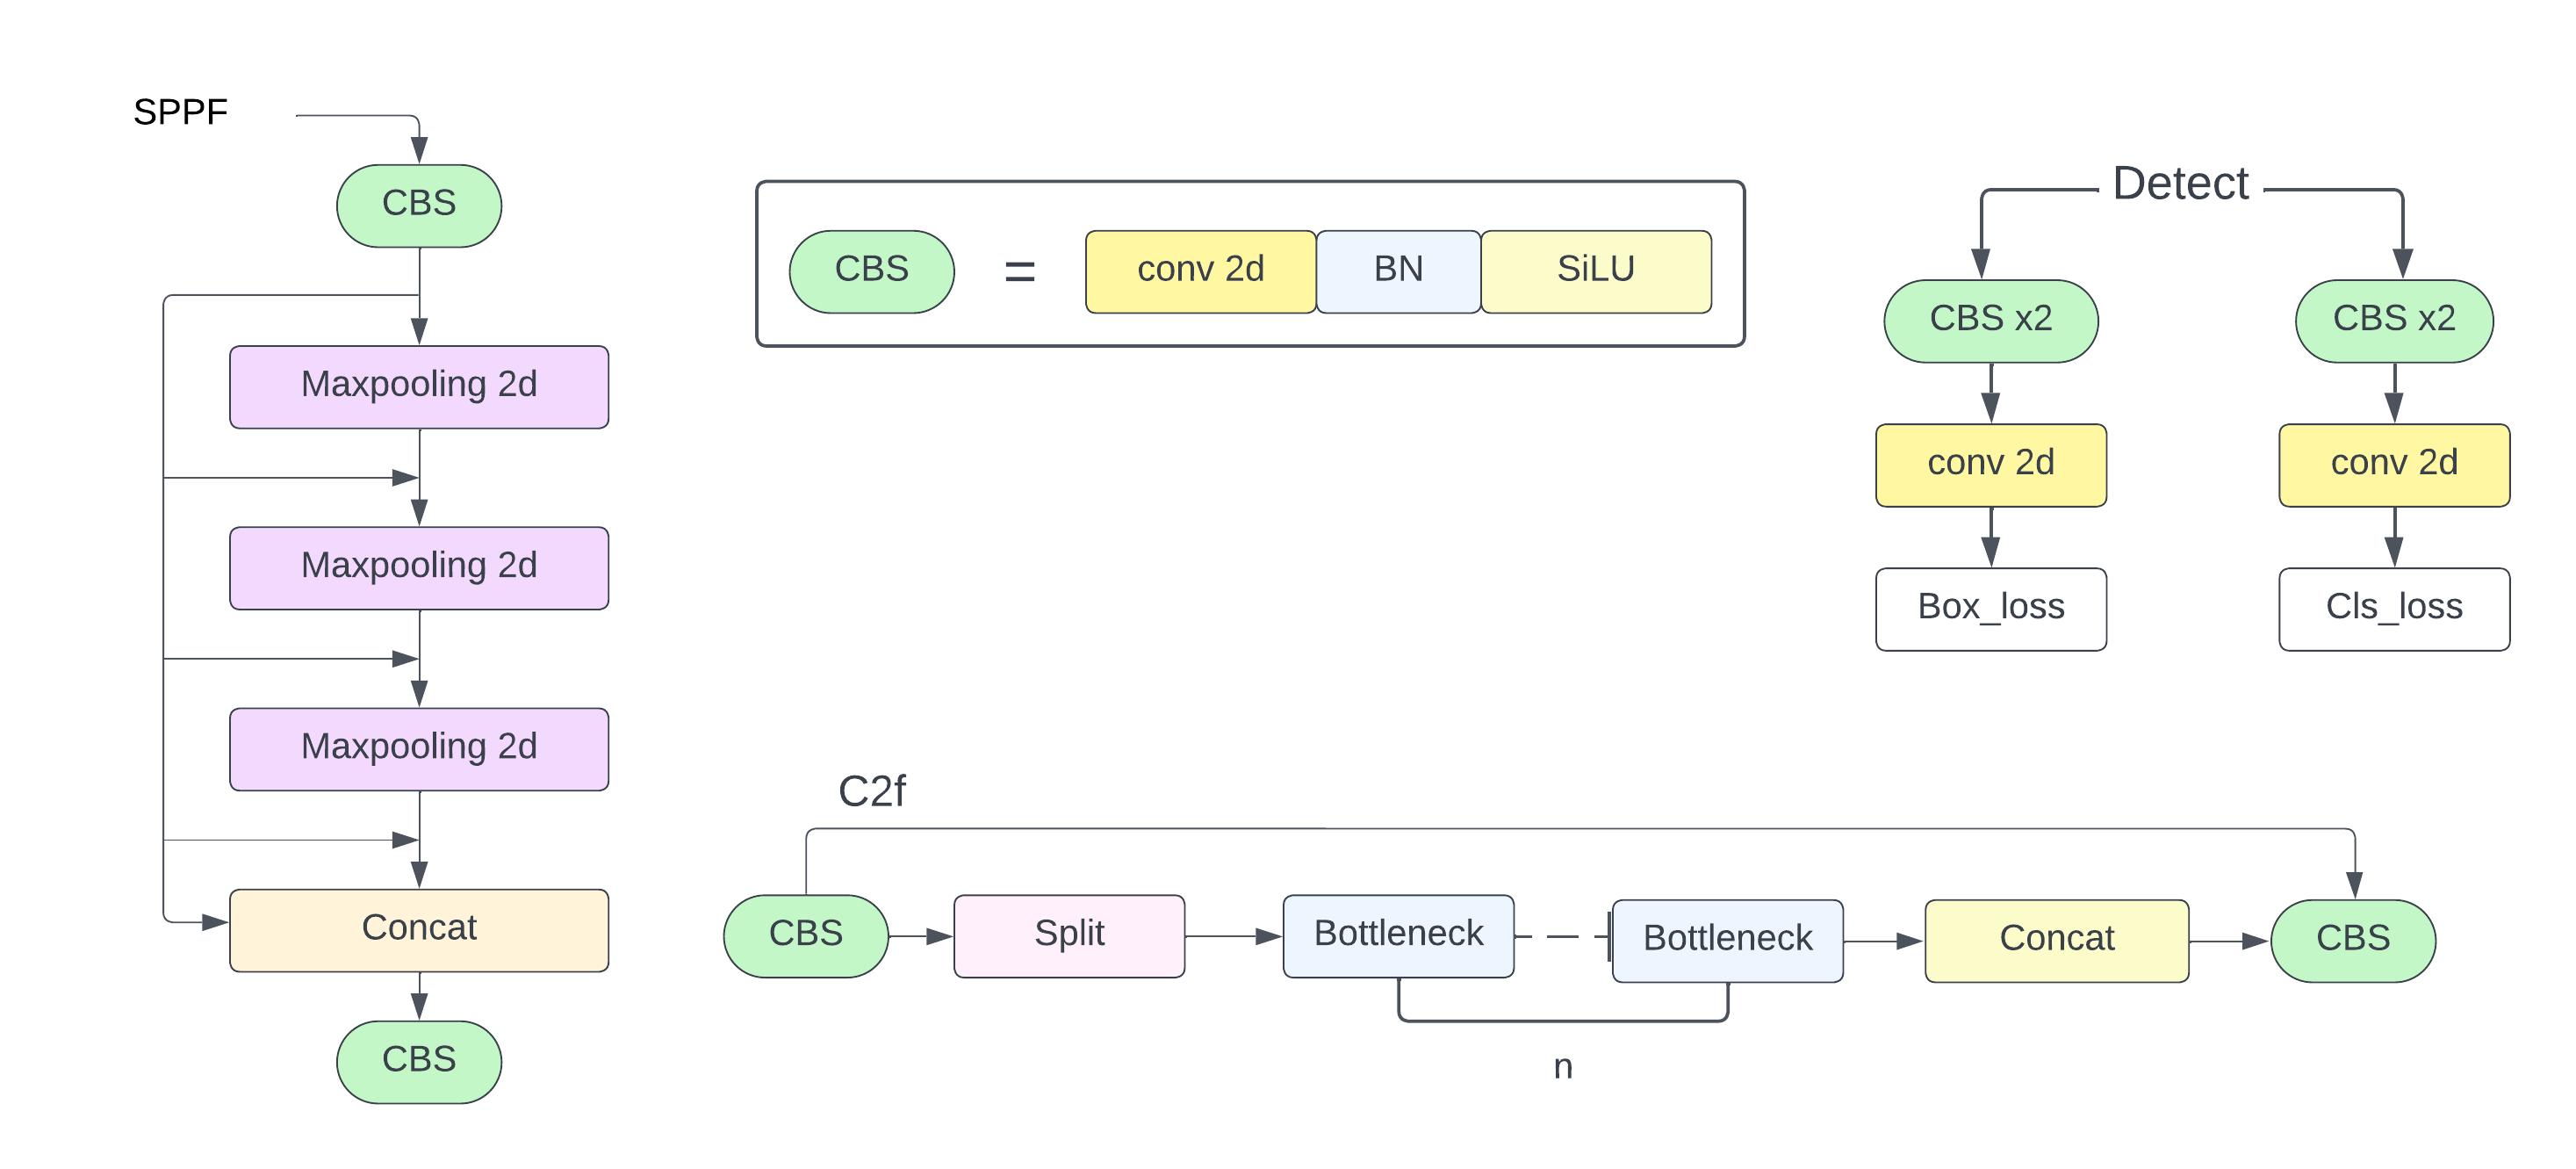 SPPF
CBS
Maxpooling 2d
Maxpooling 2d
Maxpooling 2d
Concat
CBS
CBS = conv 2d BN SiLU
Detect
CBS x2 CBS x2
conv 2d conv 2d
Box_loss Cls_loss
C2f
CBS Split Bottleneck Bottleneck Concat CBS
n